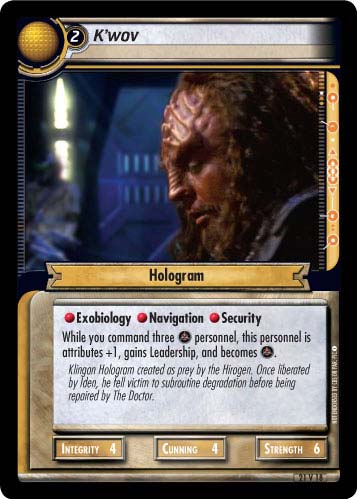 2 K'wov
Hologram
Exobiology Navigation Security
While you command three personnel, this personnel is
attributes +1, gains Leadership, and becomes .
Klingon Hologram created as prey by the Hirogen. Once liberated
by Iden, he fell victim to subroutine degradation before being
repaired by The Doctor.
INTEGRITY 4 CUNNING 4 STRENGTH 6
21 V 18